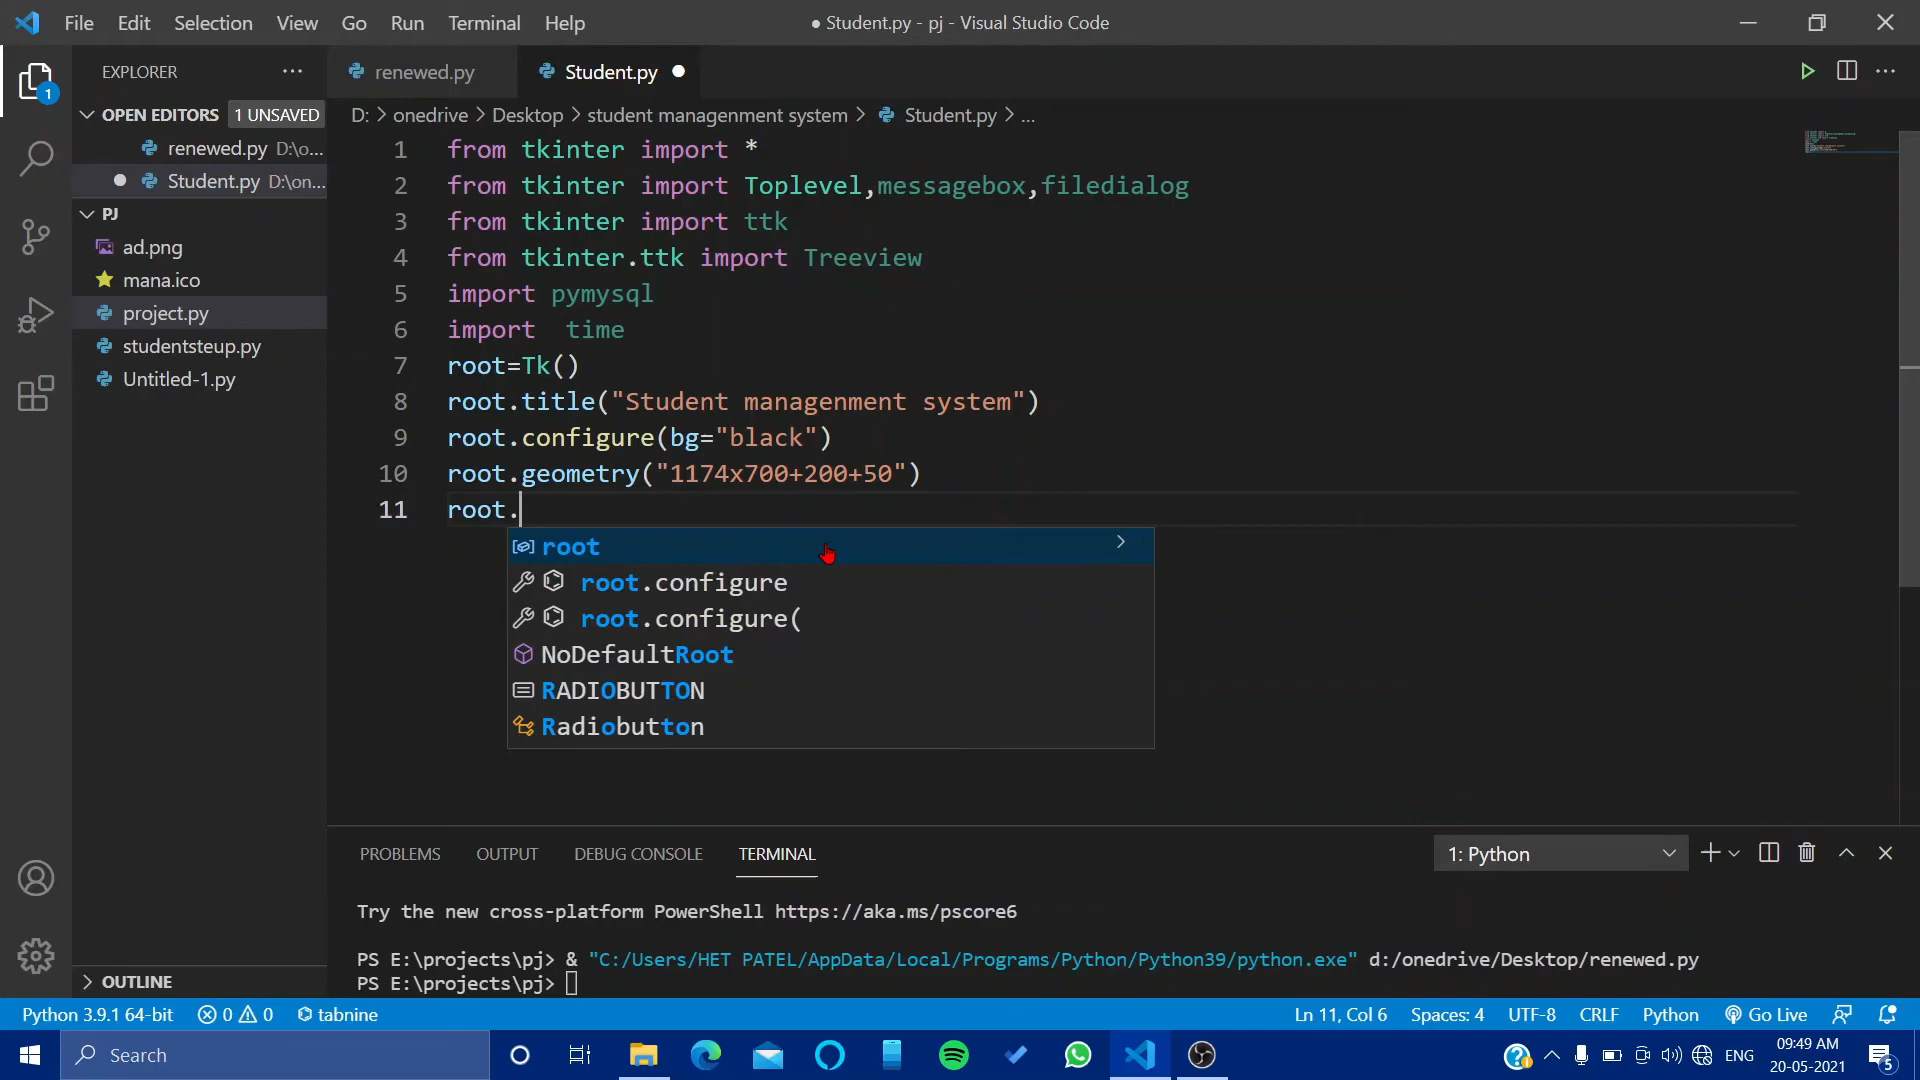 File Edit Selection View Go Run Terminal Help
● Student.py - pj - Visual Studio Code
EXPLORER
renewed.py
Student.py
1
OPEN EDITORS 1 UNSAVED
renewed.py D:\o...
Student.py D:\on...
PJ
ad.png
mana.ico
project.py
studentsteup.py
Untitled-1.py
OUTLINE
D: > onedrive > Desktop > student managenment system > Student.py > ...
1 from tkinter import *
2 from tkinter import Toplevel,messagebox,filedialog
3 from tkinter import ttk
4 from tkinter.ttk import Treeview
5 import pymysql
6 import  time
7 root=Tk()
8 root.title("Student managenment system")
9 root.configure(bg="black")
10 root.geometry("1174x700+200+50")
11 root.
root
root.configure
root.configure(
NoDefaultRoot
RADIOBUTTON
Radiobutton
PROBLEMS OUTPUT DEBUG CONSOLE TERMINAL
1: Python
Try the new cross-platform PowerShell https://aka.ms/pscore6
PS E:\projects\pj> & "C:/Users/HET PATEL/AppData/Local/Programs/Python/Python39/python.exe" d:/onedrive/Desktop/renewed.py
PS E:\projects\pj>
Python 3.9.1 64-bit 0 0 tabnine
Ln 11, Col 6 Spaces: 4 UTF-8 CRLF Python Go Live
Search
ENG
09:49 AM
20-05-2021
5